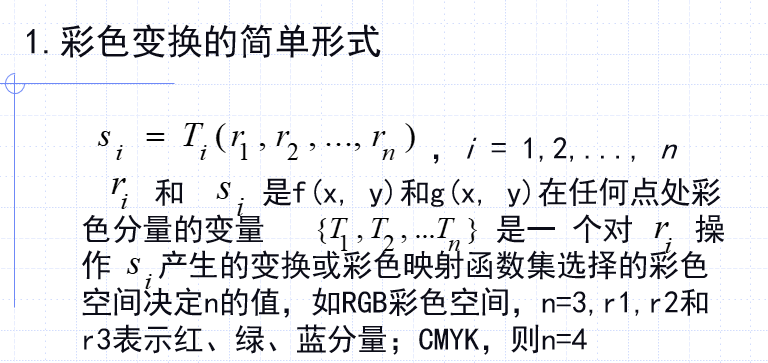 1.彩色变换的简单形式
s_i = T_i(r_1, r_2, ..., r_n), i = 1,2,..., n
r_i 和 s_i 是f(x, y)和g(x, y)在任何点处彩
色分量的变量 {T_1, T_2, ...T_n} 是一 个对 r_i 操
作 s_i 产生的变换或彩色映射函数集选择的彩色
空间决定n的值，如RGB彩色空间，n=3,r1,r2和
r3表示红、绿、蓝分量；CMYK，则n=4